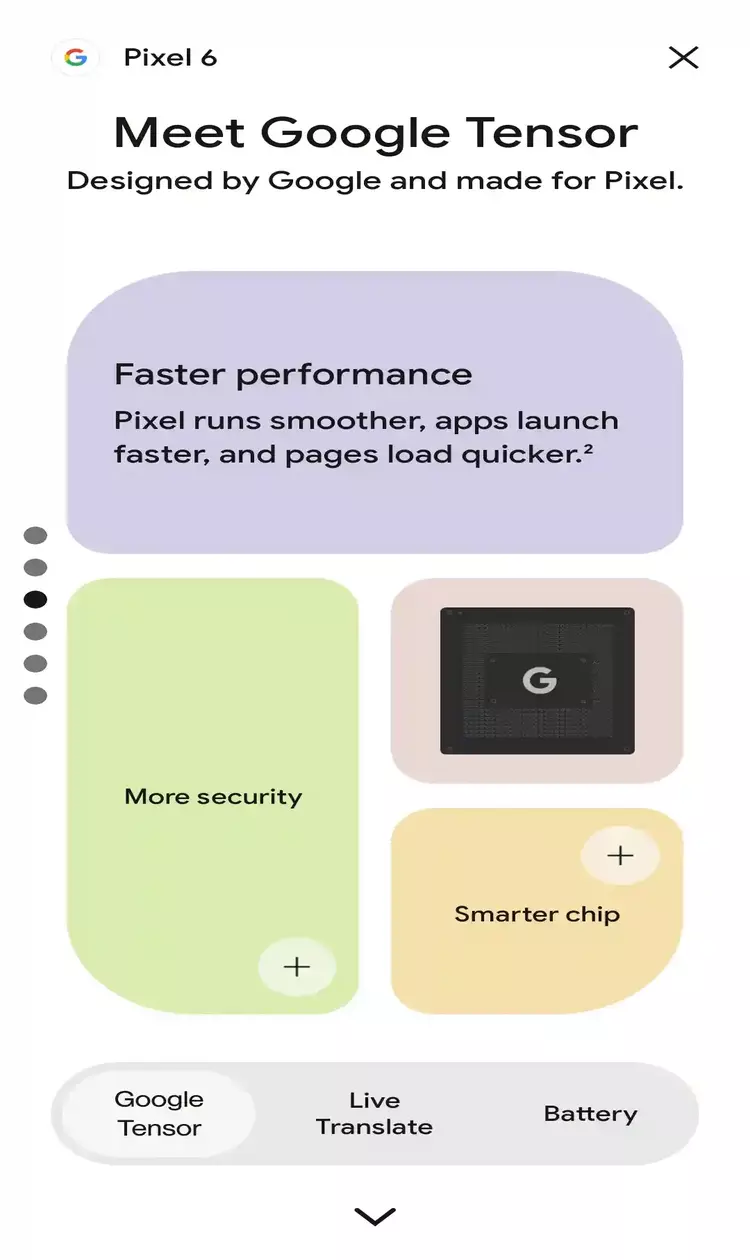 Pixel 6
Meet Google Tensor
Designed by Google and made for Pixel.
Faster performance
Pixel runs smoother, apps launch
faster, and pages load quicker.²
More security
Smarter chip
Google
Tensor
Live
Translate
Battery